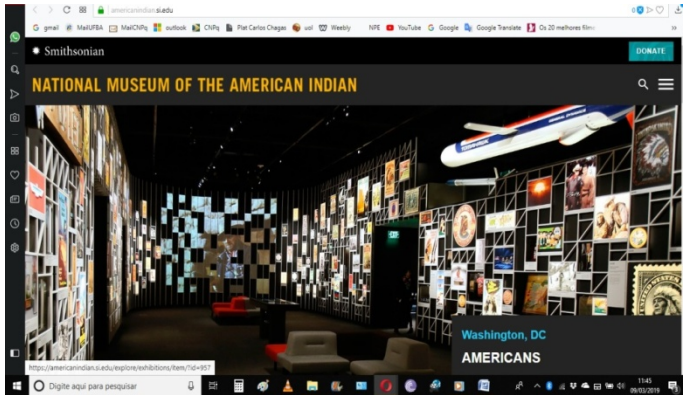 americanindian.si.edu
G gmail MailUFBA MailCNPq outlook CNPq Plat Carlos Chagas uol Weebly NPE YouTube Google Google Translate Os 20 melhores films
Smithsonian
DONATE
NATIONAL MUSEUM OF THE AMERICAN INDIAN
EXIT
Washington, DC
AMERICANS
https://americanindian.si.edu/explore/exhibitions/item/?id=957
Digite aqui para pesquisar
11:45
09/03/2019